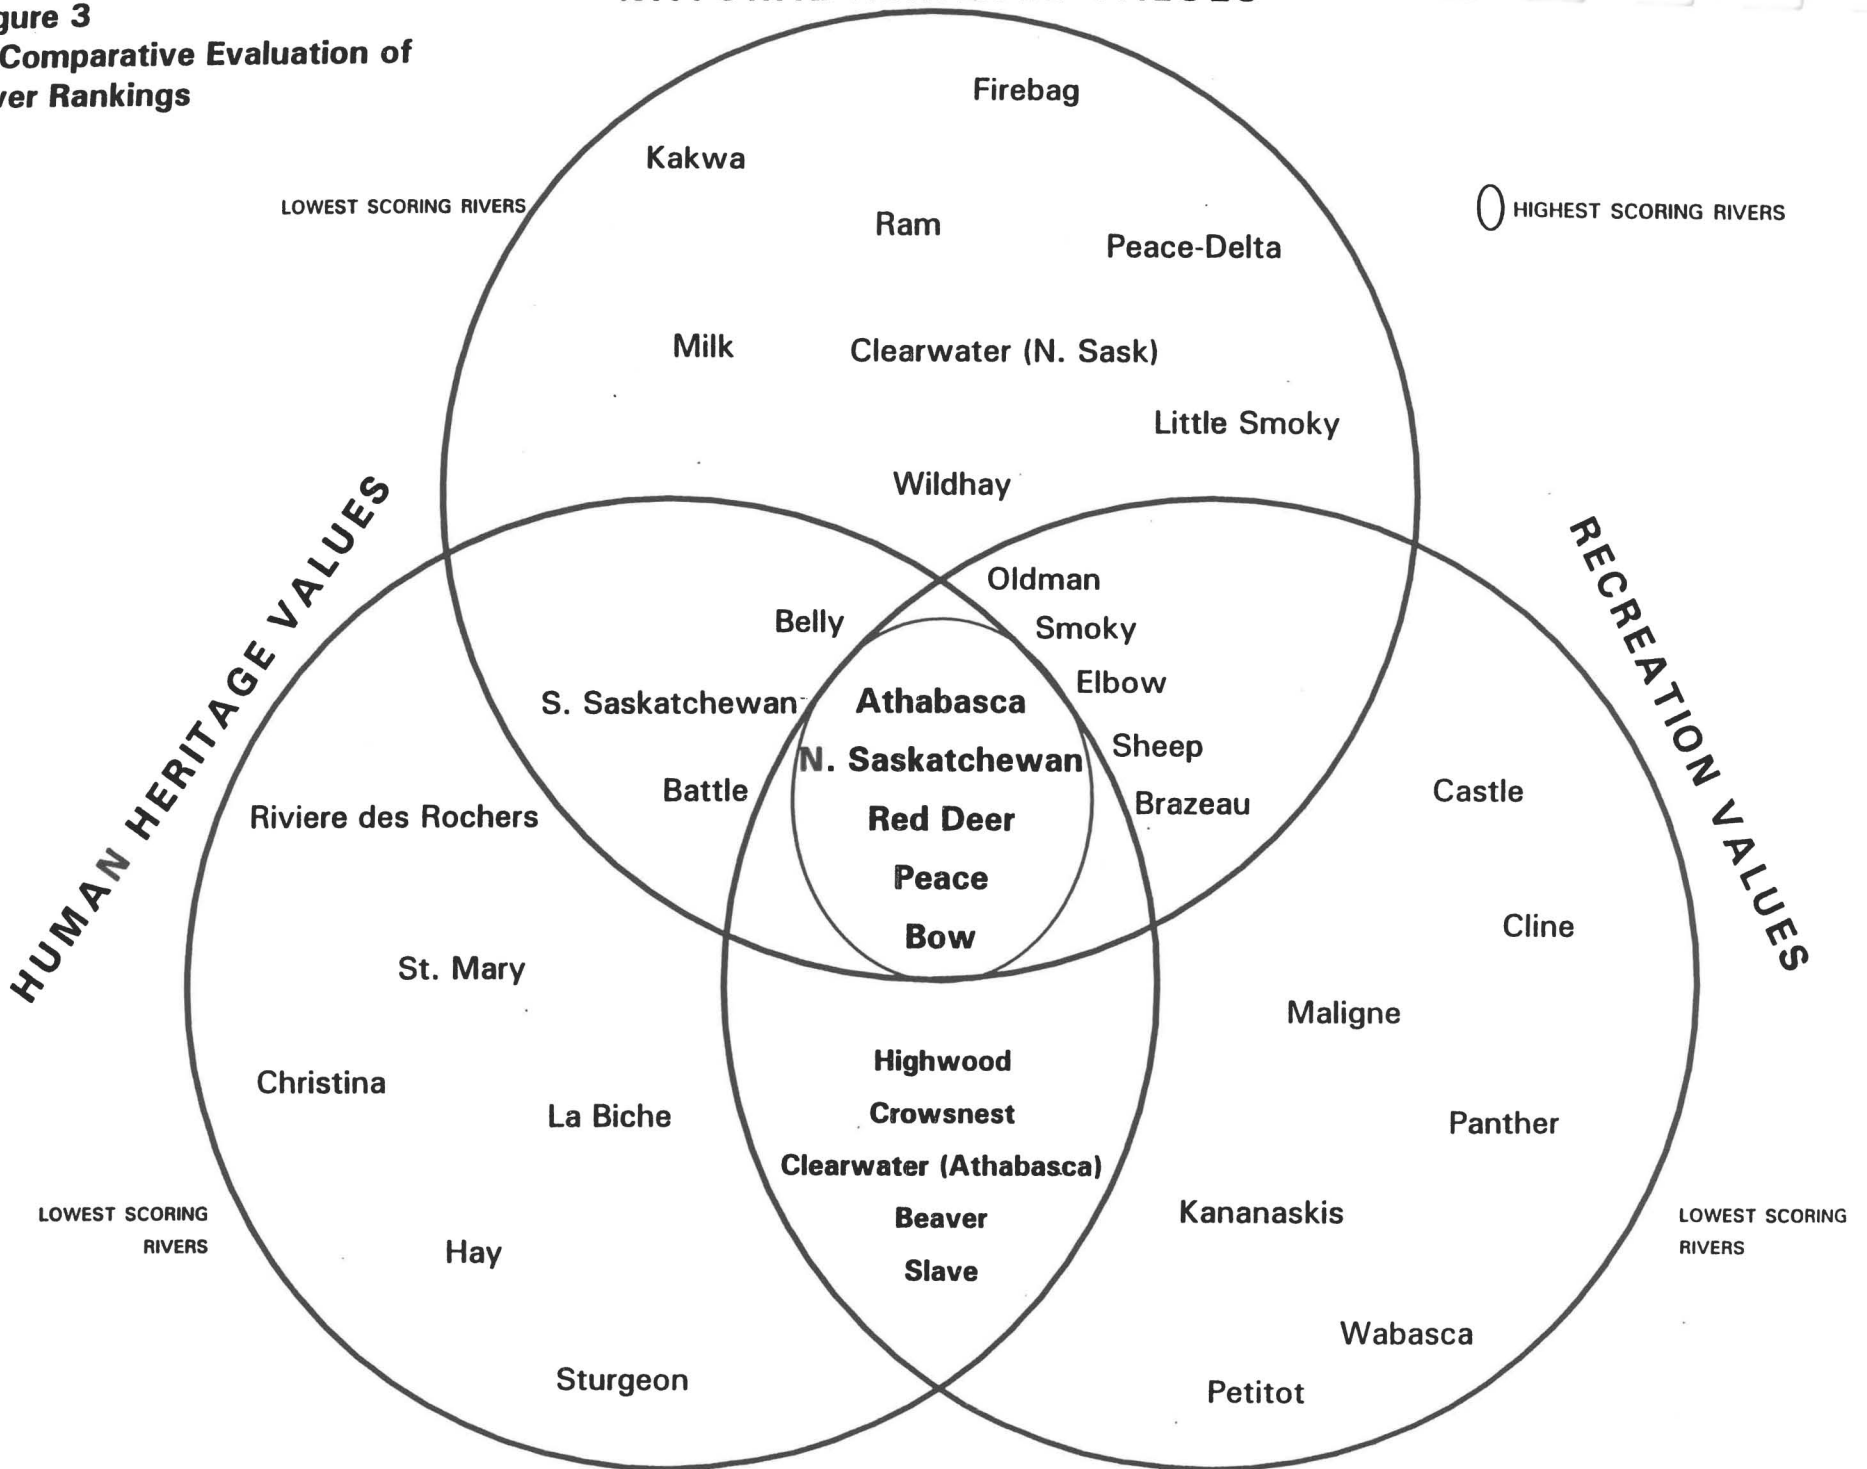 gure 3
Comparative Evaluation of
ver Rankings
Firebag
Kakwa
LOWEST SCORING RIVERS
HIGHEST SCORING RIVERS
Ram
Peace-Delta
Milk
Clearwater (N. Sask)
Little Smoky
Wildhay
HUMAN HERITAGE VALUES
RECREATION VALUES
Oldman
Belly
Smoky
Elbow
S. Saskatchewan
Athabasca
Sheep
N. Saskatchewan
Battle
Castle
Brazeau
Riviere des Rochers
Red Deer
Peace
Cline
Bow
St. Mary
Maligne
Highwood
Christina
Crowsnest
La Biche
Panther
Clearwater (Athabasca)
Kananaskis
LOWEST SCORING
RIVERS
Beaver
LOWEST SCORING
RIVERS
Hay
Slave
Wabasca
Sturgeon
Petitot